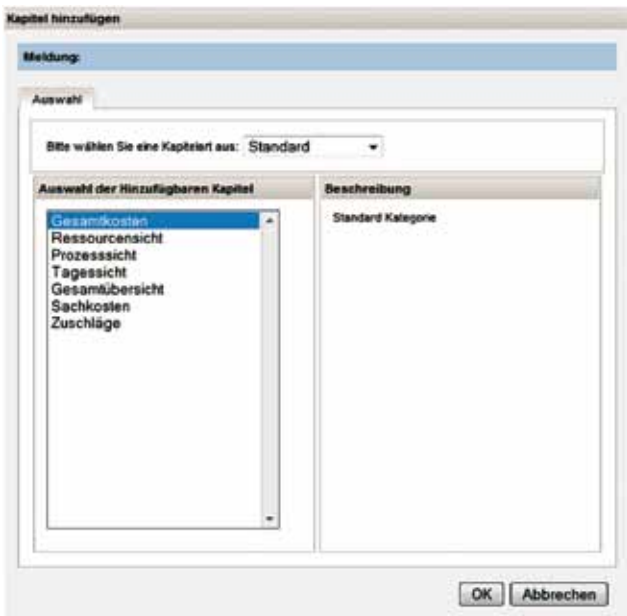 Kapitel hinzufügen
Meldung:
Auswahl
Bitte wählen Sie eine Kapitelart aus: Standard
Auswahl der Hinzufügbaren Kapitel
Beschreibung
Gesamtkosten
Ressourcensicht
Prozesssicht
Tagessicht
Gesamtübersicht
Sachkosten
Zuschläge
Standard Kategorie
OK Abbrechen